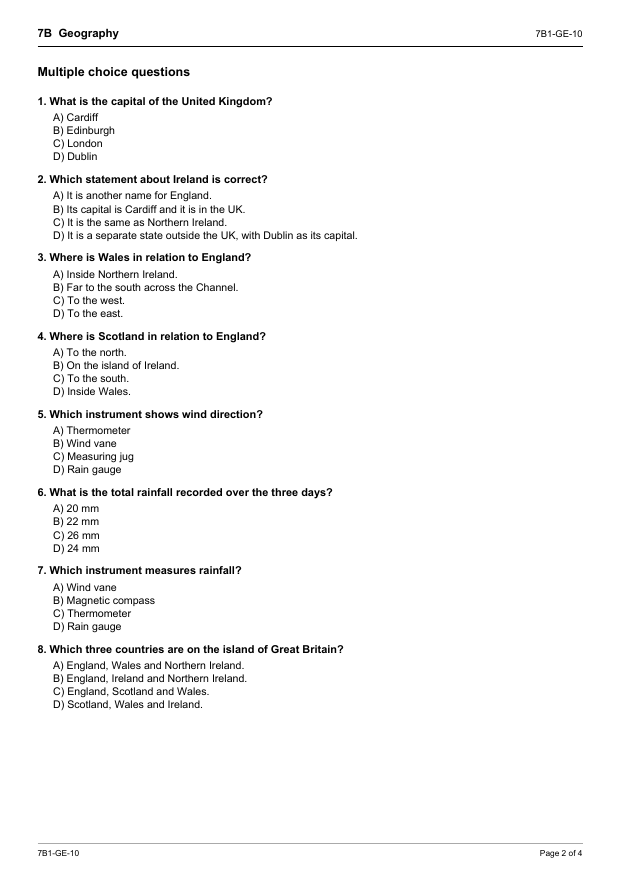 7B Geography
7B1-GE-10
Multiple choice questions
1. What is the capital of the United Kingdom?
A) Cardiff
B) Edinburgh
C) London
D) Dublin
2. Which statement about Ireland is correct?
A) It is another name for England.
B) Its capital is Cardiff and it is in the UK.
C) It is the same as Northern Ireland.
D) It is a separate state outside the UK, with Dublin as its capital.
3. Where is Wales in relation to England?
A) Inside Northern Ireland.
B) Far to the south across the Channel.
C) To the west.
D) To the east.
4. Where is Scotland in relation to England?
A) To the north.
B) On the island of Ireland.
C) To the south.
D) Inside Wales.
5. Which instrument shows wind direction?
A) Thermometer
B) Wind vane
C) Measuring jug
D) Rain gauge
6. What is the total rainfall recorded over the three days?
A) 20 mm
B) 22 mm
C) 26 mm
D) 24 mm
7. Which instrument measures rainfall?
A) Wind vane
B) Magnetic compass
C) Thermometer
D) Rain gauge
8. Which three countries are on the island of Great Britain?
A) England, Wales and Northern Ireland.
B) England, Ireland and Northern Ireland.
C) England, Scotland and Wales.
D) Scotland, Wales and Ireland.
7B1-GE-10
Page 2 of 4